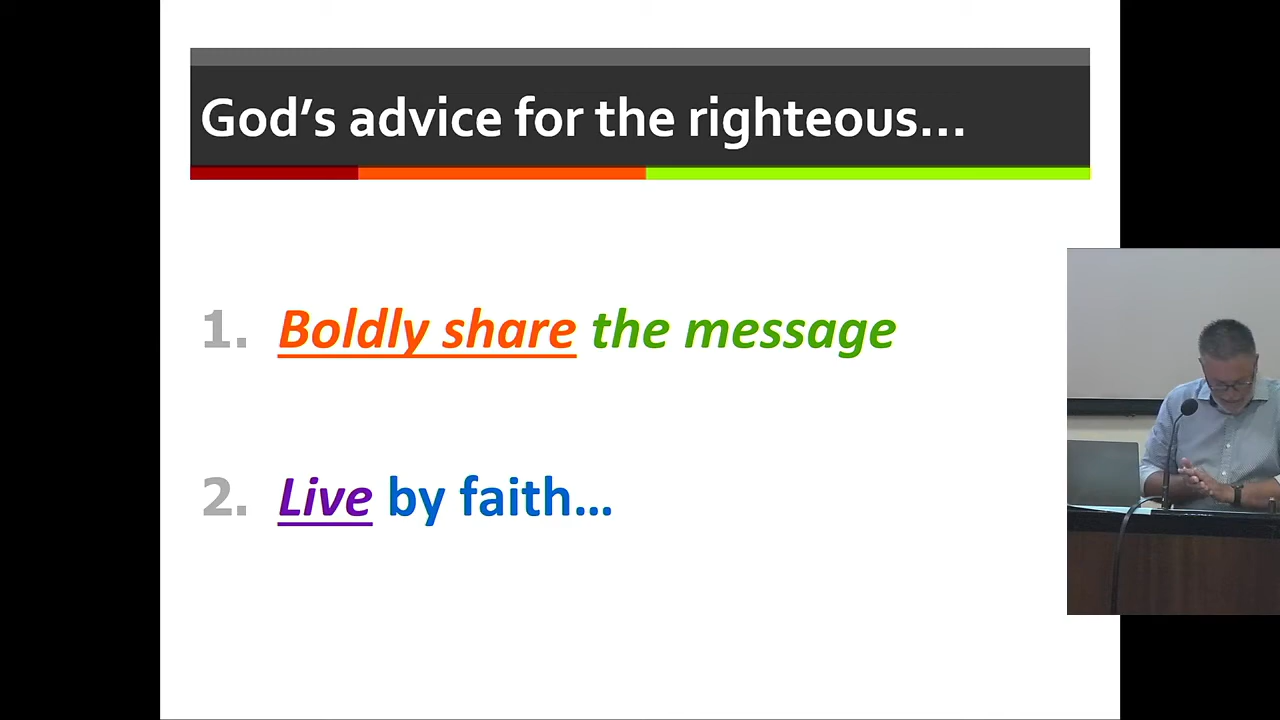 God's advice for the righteous...
1. Boldly share the message
2. Live by faith...